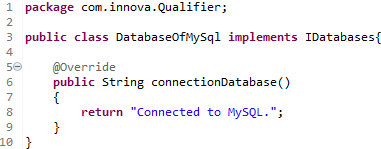 1 package com.innova.Qualifier;
2
3 public class DatabaseOfMySql implements IDatabases{
4
5 @Override
6 public String connectionDatabase()
7 {
8 return "Connected to MySQL.";
9 }
10 }